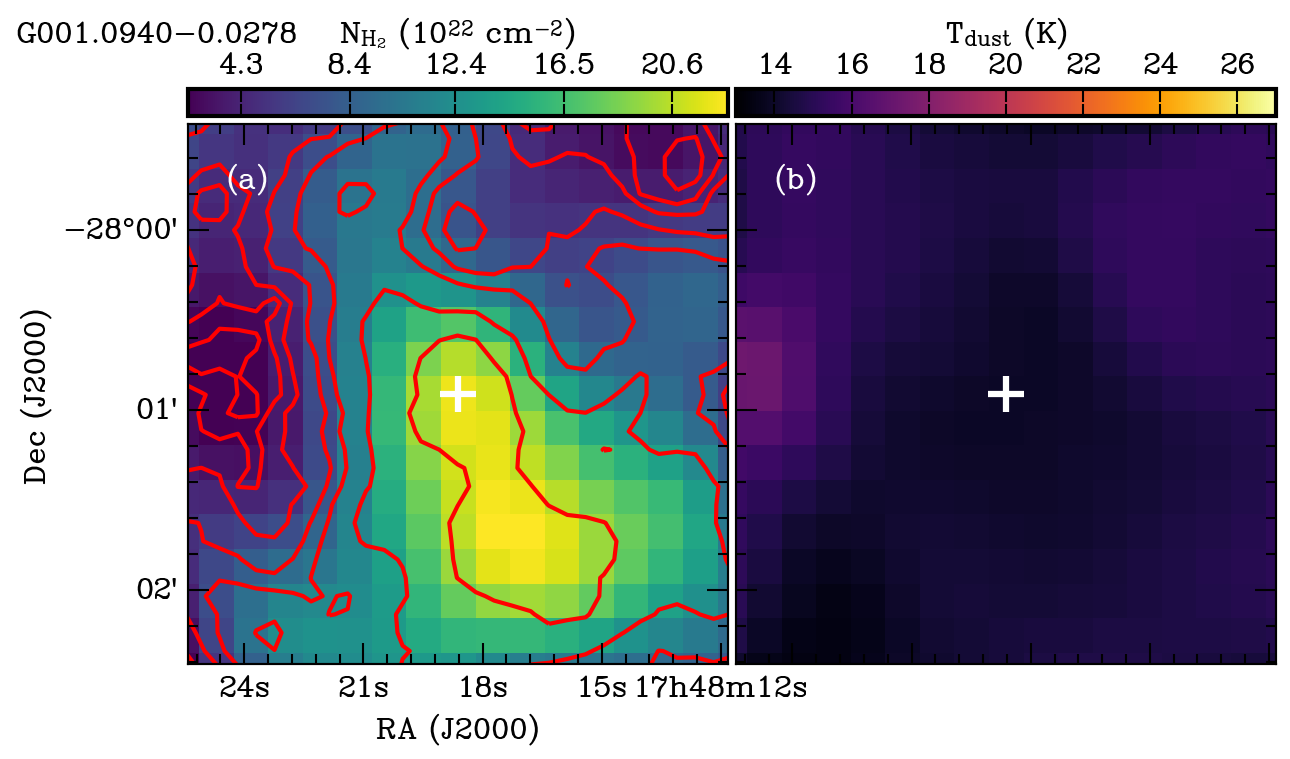 G001.0940−0.0278 N_H₂ (10²² cm⁻²) T_dust (K)
4.3 8.4 12.4 16.5 20.6 14 16 18 20 22 24 26
(a) (b)
−28°00'
01'
02'
Dec (J2000)
24s 21s 18s 15s 17h48m12s
RA (J2000)